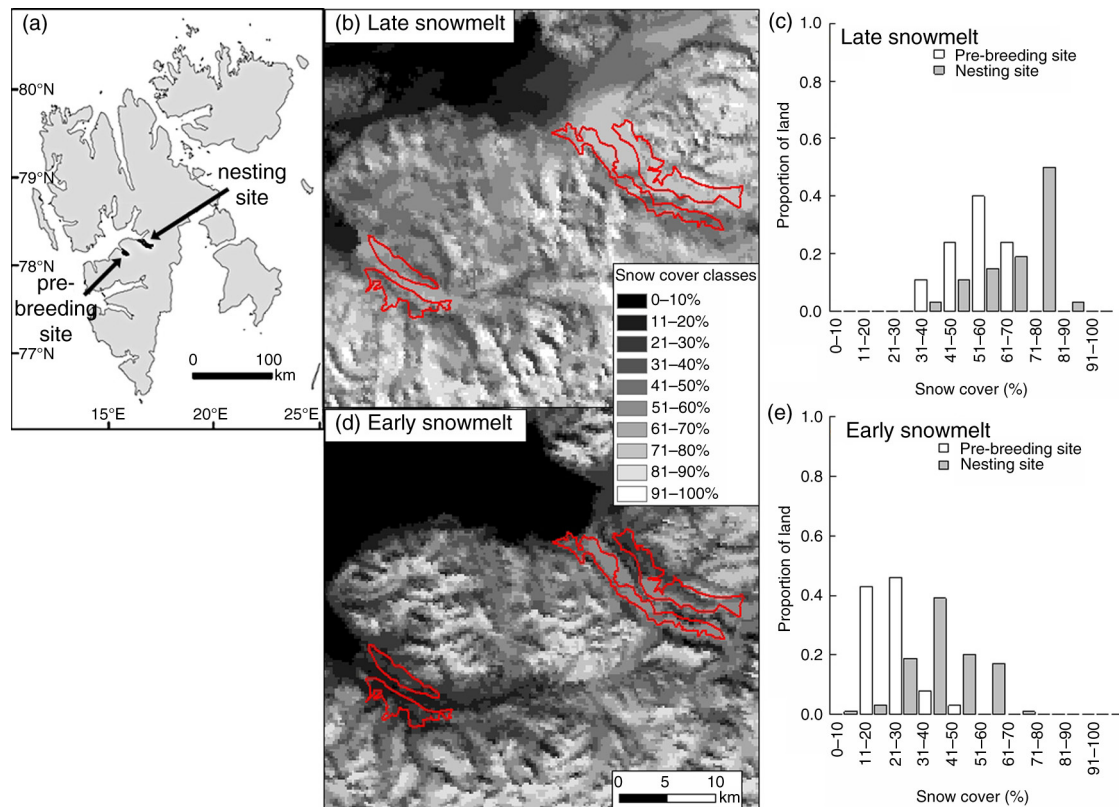 (a)
80°N
79°N
78°N
77°N
nesting
site
pre-
breeding
site
0 100
km
15°E 20°E 25°E
(b) Late snowmelt
Snow cover classes
0–10%
11–20%
21–30%
31–40%
41–50%
51–60%
61–70%
71–80%
81–90%
91–100%
(d) Early snowmelt
0 5 10
km
(c)
Late snowmelt
Pre-breeding site
Nesting site
Proportion of land
1.0
0.8
0.6
0.4
0.2
0.0
0–10
11–20
21–30
31–40
41–50
51–60
61–70
71–80
81–90
91–100
Snow cover (%)
(e)
Early snowmelt
Pre-breeding site
Nesting site
Proportion of land
1.0
0.8
0.6
0.4
0.2
0.0
0–10
11–20
21–30
31–40
41–50
51–60
61–70
71–80
81–90
91–100
Snow cover (%)